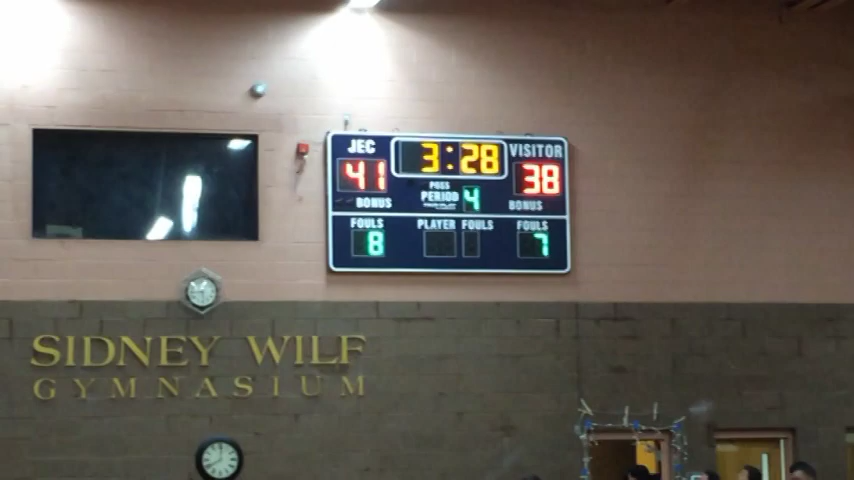 JEC
3:28
VISITOR
41
38
POSS
PERIOD 4
BONUS
BONUS
FOULS
PLAYER FOULS
FOULS
8
7
SIDNEY WILF
GYMNASIUM